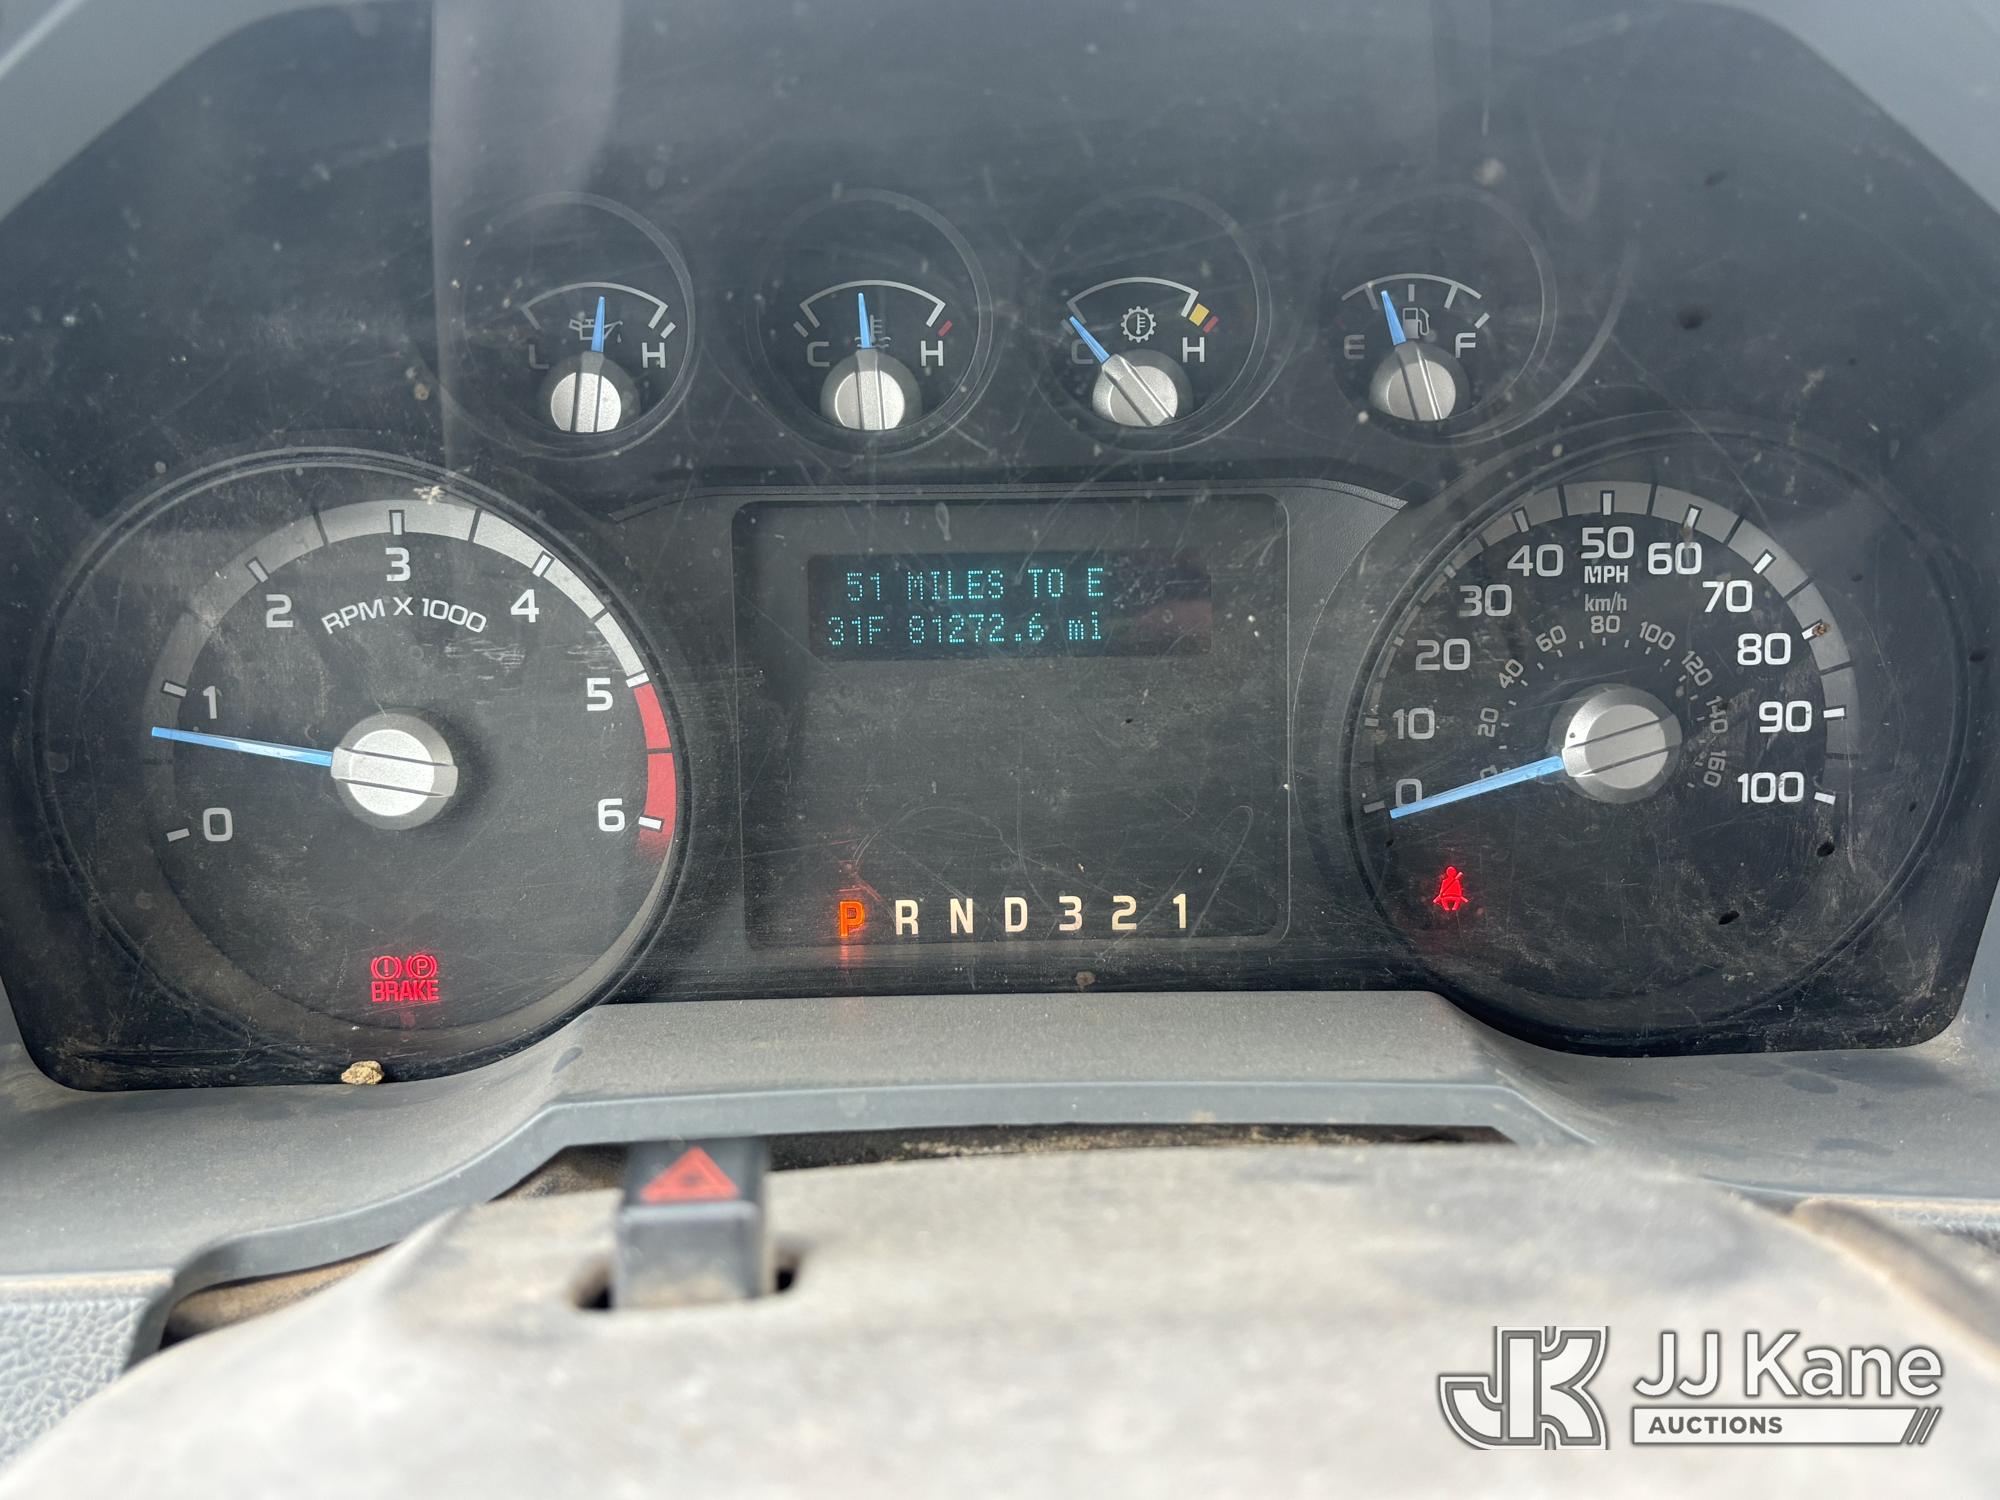 L H
C H
C H
E F
0 1 2 3 4 5 6
RPM X 1000
51 MILES TO E
31F 81272.6 mi
0 10 20 30 40 50 60 70 80 90 100
MPH
km/h
0 20 40 60 80 100 120 140 160
P R N D 3 2 1
P
BRAKE
JK
JJ Kane
AUCTIONS